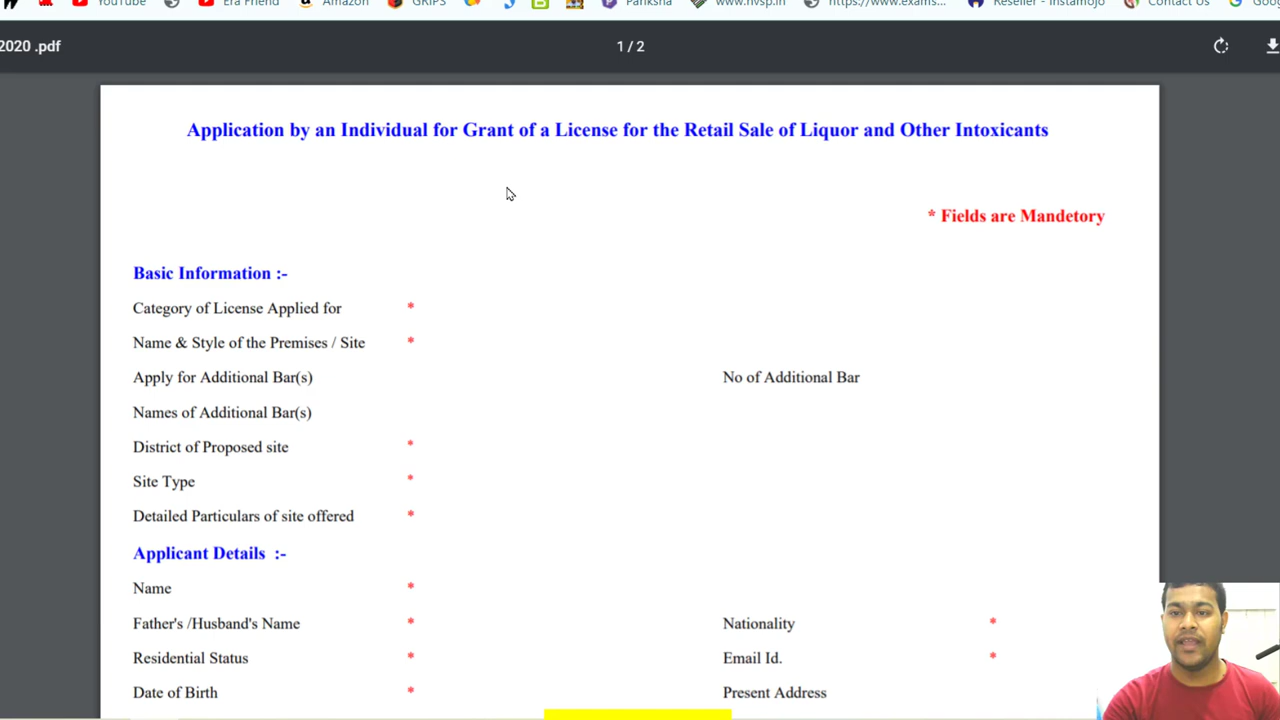 YouTube Era Friend Amazon GRIPS Panksha www.nvsp.in https://www.exams... Reseller - Instamojo Contact Us
2020 .pdf 1 / 2
Application by an Individual for Grant of a License for the Retail Sale of Liquor and Other Intoxicants
* Fields are Mandetory
Basic Information :-
Category of License Applied for *
Name & Style of the Premises / Site *
Apply for Additional Bar(s) No of Additional Bar
Names of Additional Bar(s)
District of Proposed site *
Site Type *
Detailed Particulars of site offered *
Applicant Details :-
Name *
Father's /Husband's Name * Nationality *
Residential Status * Email Id. *
Date of Birth * Present Address